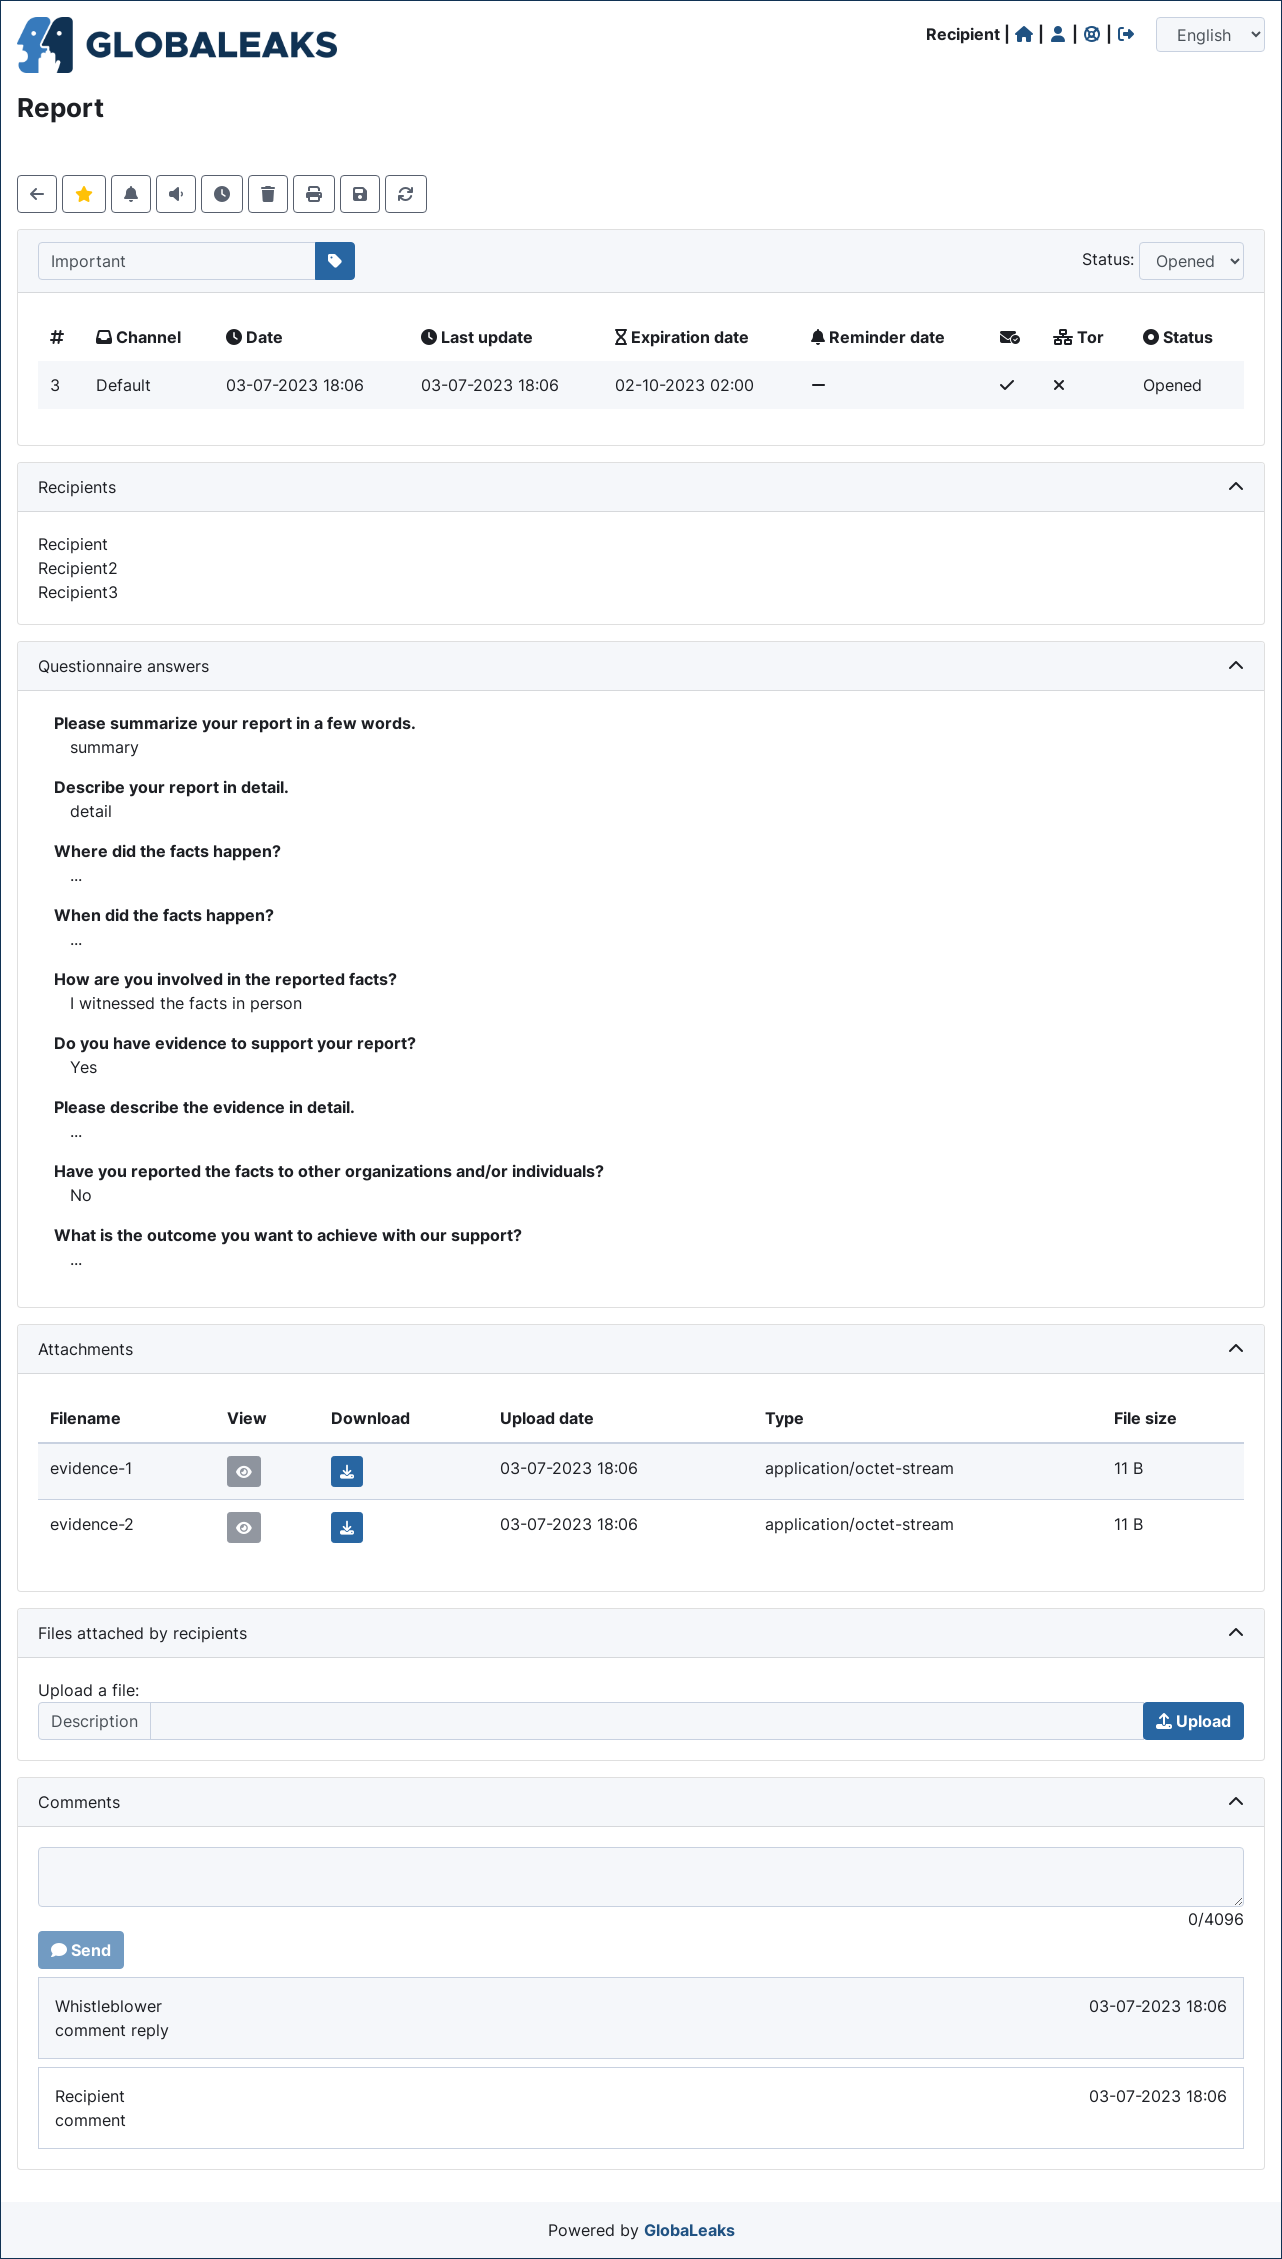 GLOBALEAKS
Recipient | | | |
English
Report
Important
Status: Opened
# Channel Date Last update Expiration date Reminder date Tor Status
3 Default 03-07-2023 18:06 03-07-2023 18:06 02-10-2023 02:00 – Opened
Recipients
Recipient
Recipient2
Recipient3
Questionnaire answers
Please summarize your report in a few words.
summary
Describe your report in detail.
detail
Where did the facts happen?
...
When did the facts happen?
...
How are you involved in the reported facts?
I witnessed the facts in person
Do you have evidence to support your report?
Yes
Please describe the evidence in detail.
...
Have you reported the facts to other organizations and/or individuals?
No
What is the outcome you want to achieve with our support?
...
Attachments
Filename View Download Upload date Type File size
evidence-1 03-07-2023 18:06 application/octet-stream 11 B
evidence-2 03-07-2023 18:06 application/octet-stream 11 B
Files attached by recipients
Upload a file:
Description Upload
Comments
0/4096
Send
Whistleblower 03-07-2023 18:06
comment reply
Recipient 03-07-2023 18:06
comment
Powered by GlobaLeaks